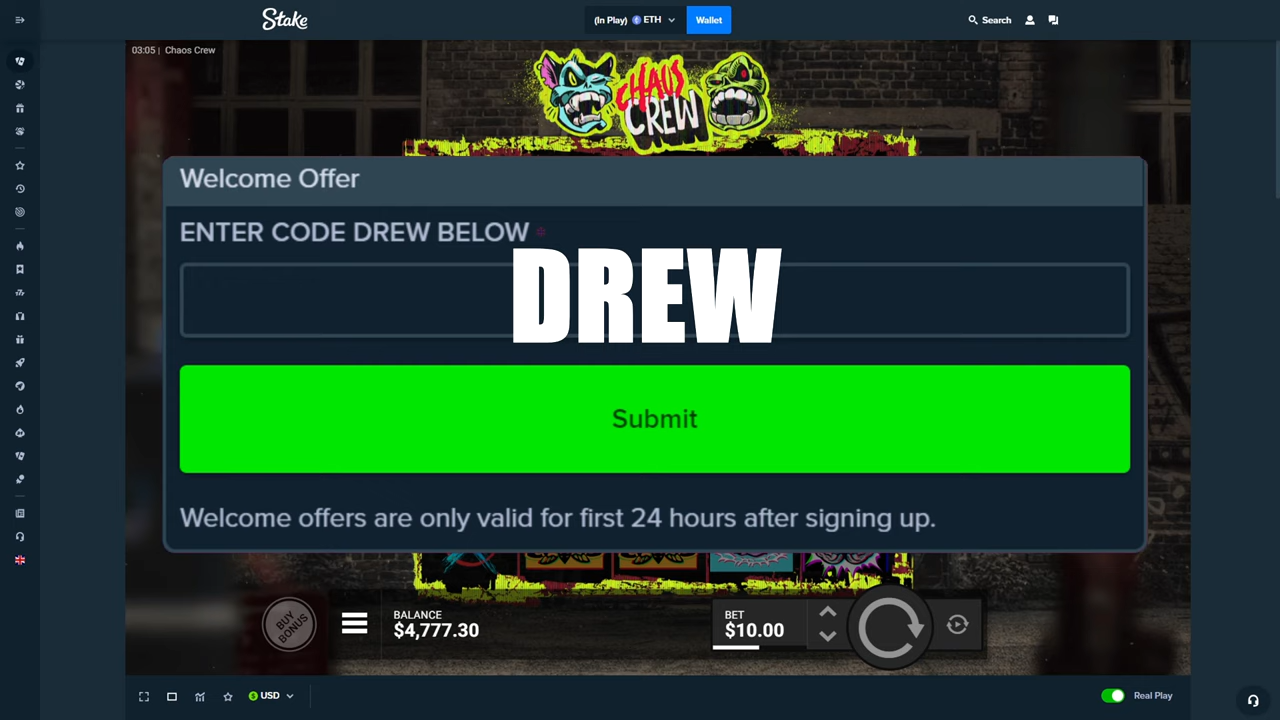 Stake
(In Play) ETH
Wallet
Search
03:05 | Chaos Crew
CHAOS
CREW
Welcome Offer
ENTER CODE DREW BELOW *
DREW
Submit
Welcome offers are only valid for first 24 hours after signing up.
BUY
BONUS
BALANCE
$4,777.30
BET
$10.00
$ USD
Real Play